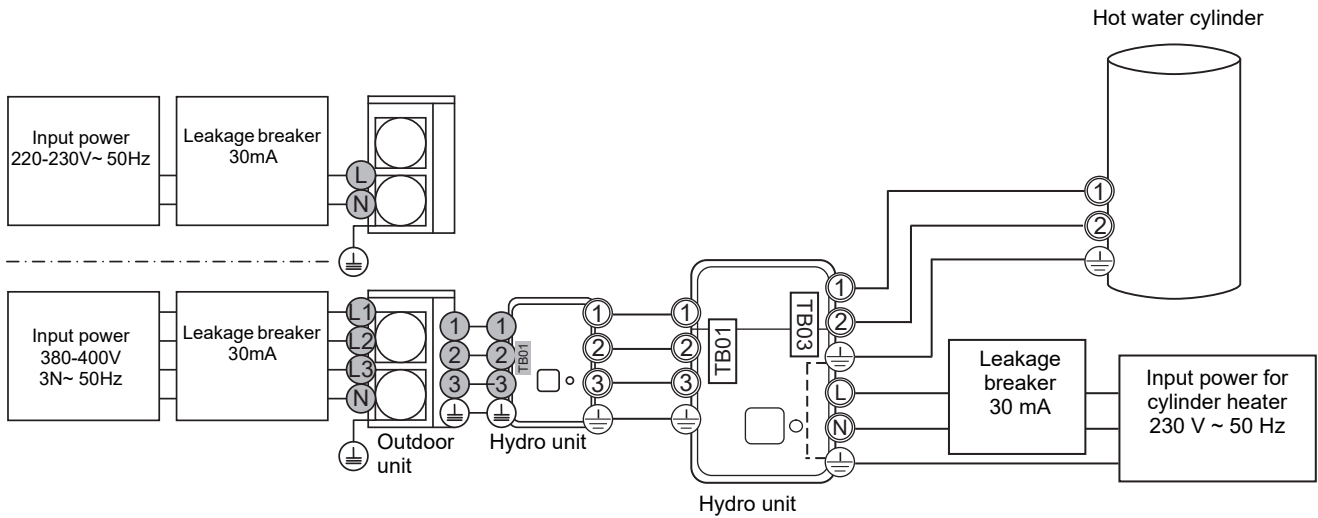 Hot water cylinder
Input power
220-230V~ 50Hz
Leakage breaker
30mA
L
N
1
2
Input power
380-400V
3N~ 50Hz
Leakage breaker
30mA
L1
L2
L3
N
Outdoor
unit
1
2
3
1
2
3
TB01
Hydro unit
1
2
3
1
2
3
TB01
TB03
1
2
L
N
Hydro unit
Leakage
breaker
30 mA
Input power for
cylinder heater
230 V ~ 50 Hz